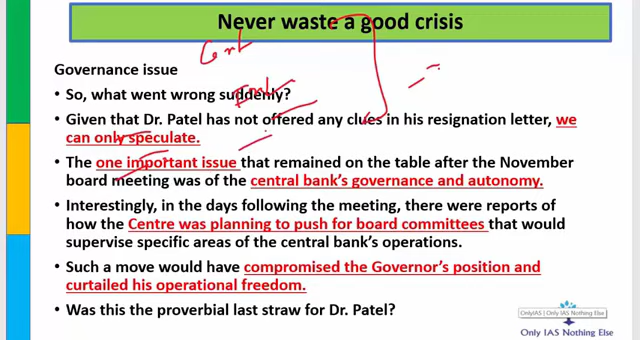 Never waste a good crisis
Governance issue
• So, what went wrong suddenly?
• Given that Dr. Patel has not offered any clues in his resignation letter, we
can only speculate.
• The one important issue that remained on the table after the November
board meeting was of the central bank's governance and autonomy.
• Interestingly, in the days following the meeting, there were reports of
how the Centre was planning to push for board committees that would
supervise specific areas of the central bank's operations.
• Such a move would have compromised the Governor's position and
curtailed his operational freedom.
• Was this the proverbial last straw for Dr. Patel?
OnlyIAS | Only IAS Nothing Else
Only IAS Nothing Else